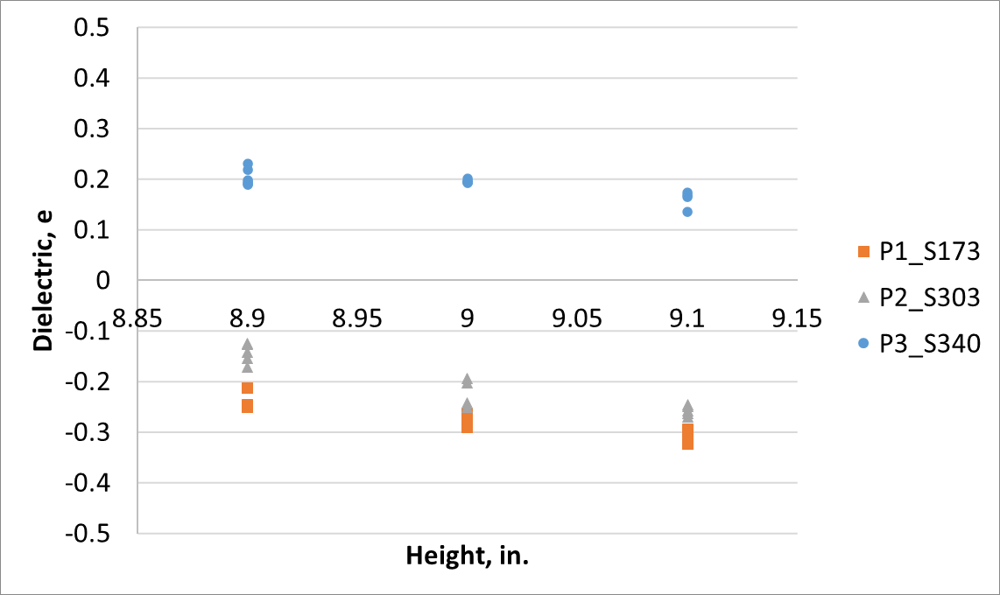 0.5
0.4
0.3
0.2
0.1
0
-0.1
-0.2
-0.3
-0.4
-0.5
8.85 8.9 8.95 9 9.05 9.1 9.15
Dielectric, e
Height, in.
P1_S173
P2_S303
P3_S340